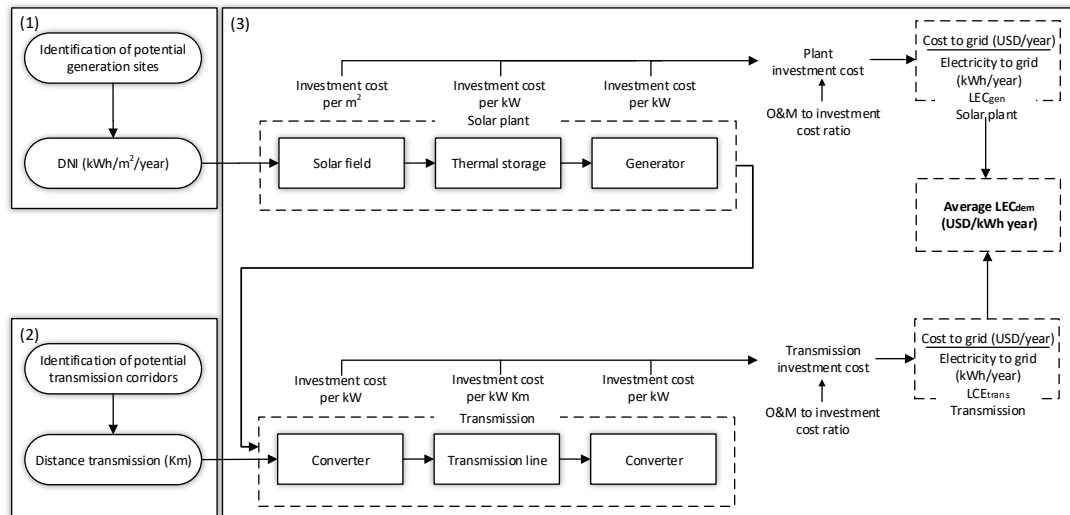 (1)
Identification of potential
generation sites
DNI (kWh/m²/year)
(2)
Identification of potential
transmission corridors
Distance transmission (Km)
(3)
Investment cost
per m²
Investment cost
per kW
Investment cost
per kW
Solar plant
Solar field
Thermal storage
Generator
Plant
investment cost
O&M to investment
cost ratio
Cost to grid (USD/year)
Electricity to grid
(kWh/year)
LECgen
Solar plant
Average LECdem
(USD/kWh year)
Investment cost
per kW
Investment cost
per kW Km
Investment cost
per kW
Transmission
Converter
Transmission line
Converter
Transmission
investment cost
O&M to investment
cost ratio
Cost to grid (USD/year)
Electricity to grid
(kWh/year)
LCEtrans
Transmission